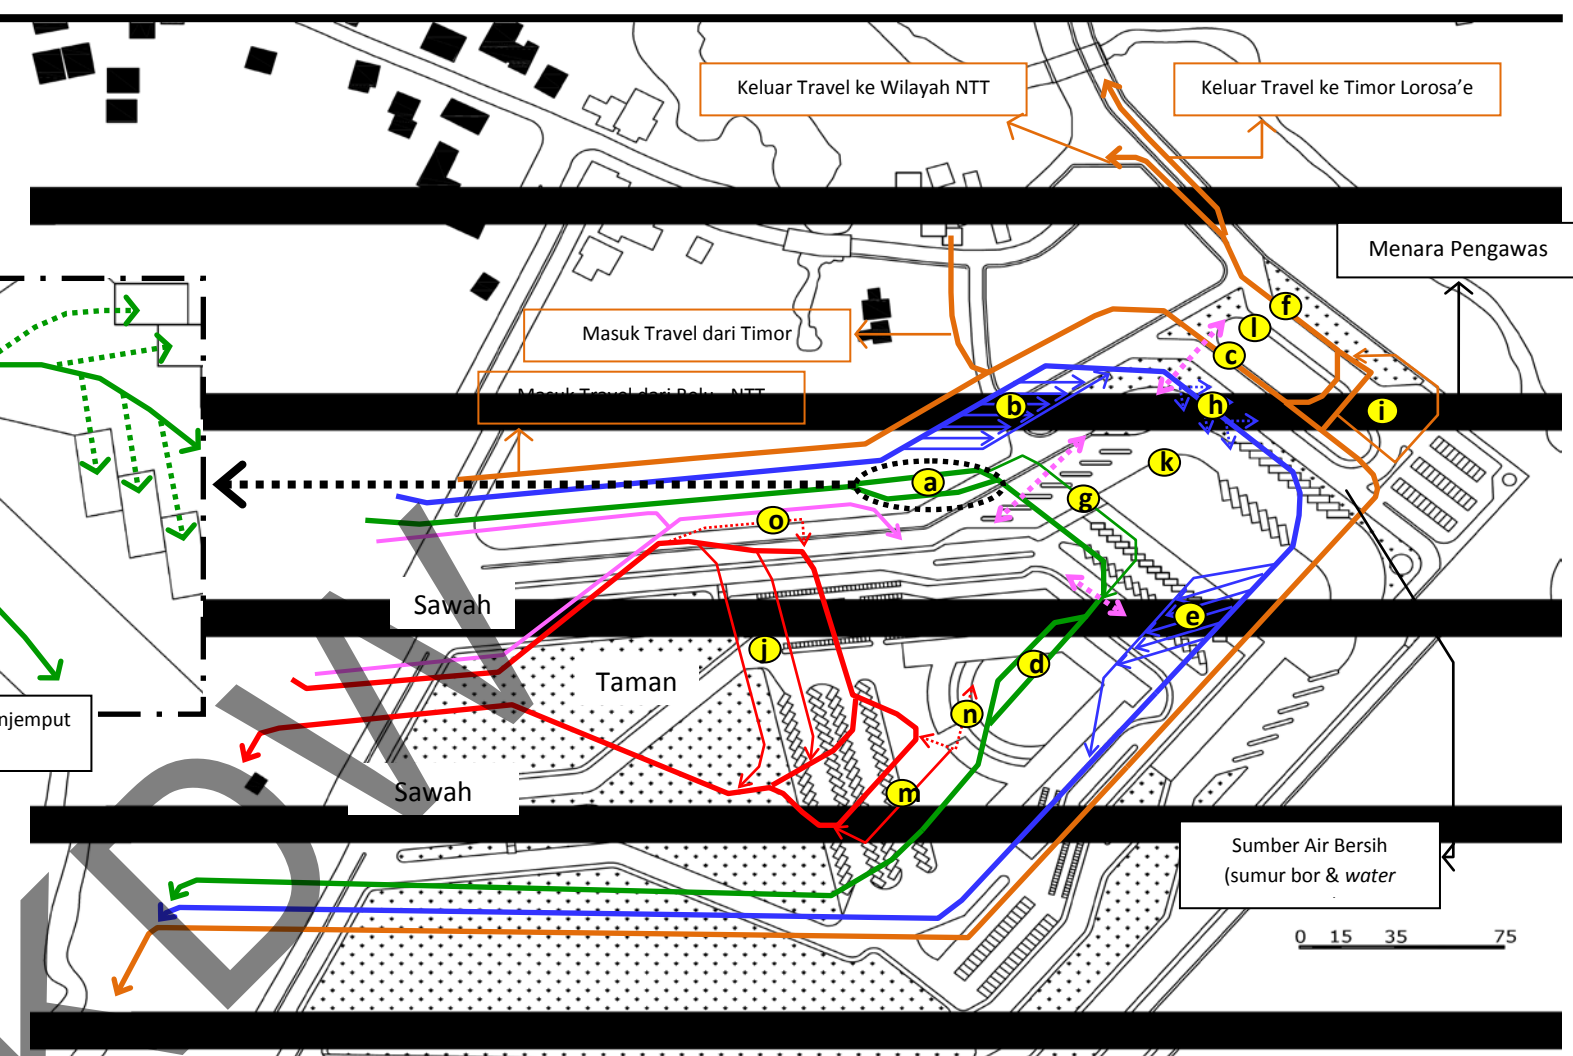 Keluar Travel ke Wilayah NTT
Keluar Travel ke Timor Lorosa'e
Menara Pengawas
Masuk Travel dari Timor
f
l
c
b
h
i
k
a
g
o
Sawah
e
j
d
Taman
n
njemput
Sawah
m
Sumber Air Bersih
(sumur bor & water
0 15 35 75